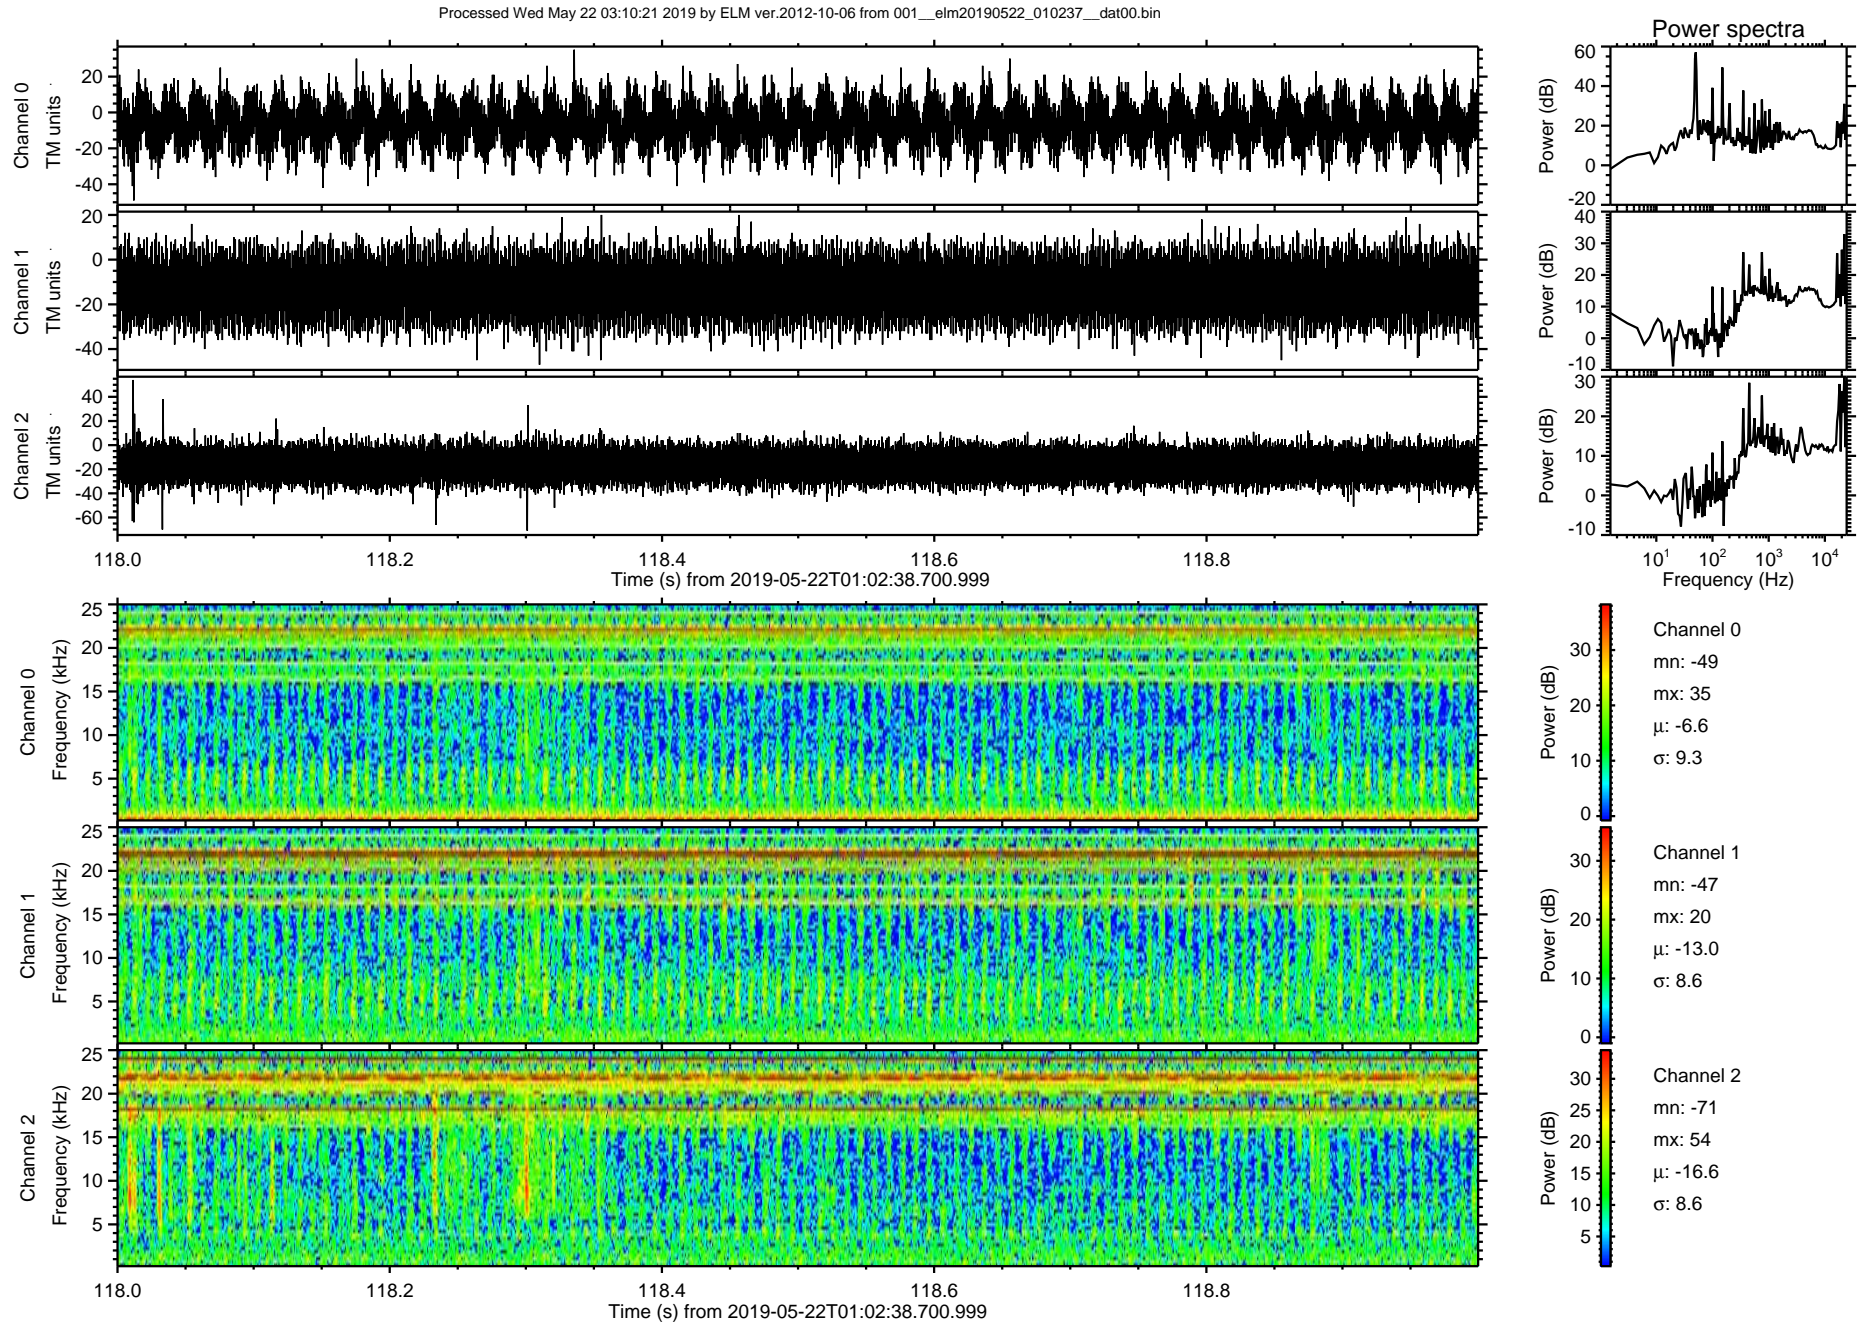 Processed Wed May 22 03:10:21 2019 by ELM ver.2012-10-06 from 001__elm20190522_010237__dat00.bin
Power spectra
Channel 0
TM units
20
0
-20
-40
Power (dB)
60
40
20
0
-20
Channel 1
TM units
20
0
-20
-40
Power (dB)
40
30
20
10
0
-10
Channel 2
TM units
40
20
0
-20
-40
-60
Power (dB)
30
20
10
0
-10
118.0 118.2 118.4 118.6 118.8
Time (s) from 2019-05-22T01:02:38.700.999
10^1 10^2 10^3 10^4
Frequency (Hz)
Channel 0
Frequency (kHz)
25
20
15
10
5
Power (dB)
30
20
10
0
Channel 0
mn: -49
mx: 35
μ: -6.6
σ: 9.3
Channel 1
Frequency (kHz)
25
20
15
10
5
Power (dB)
30
20
10
0
Channel 1
mn: -47
mx: 20
μ: -13.0
σ: 8.6
Channel 2
Frequency (kHz)
25
20
15
10
5
Power (dB)
30
25
20
15
10
5
Channel 2
mn: -71
mx: 54
μ: -16.6
σ: 8.6
118.0 118.2 118.4 118.6 118.8
Time (s) from 2019-05-22T01:02:38.700.999